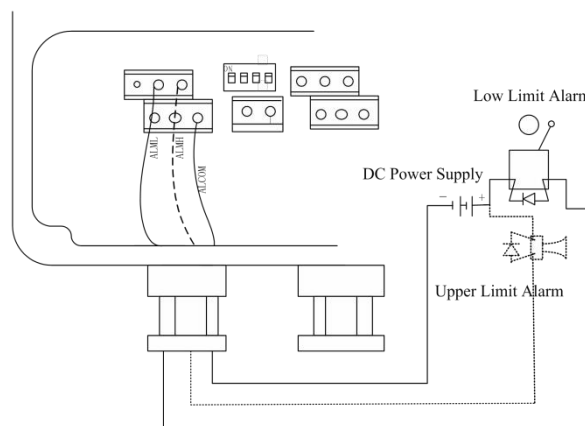 ON
Low Limit Alarm
ALML
ALMH
ALCOM
DC Power Supply
− +
Upper Limit Alarm